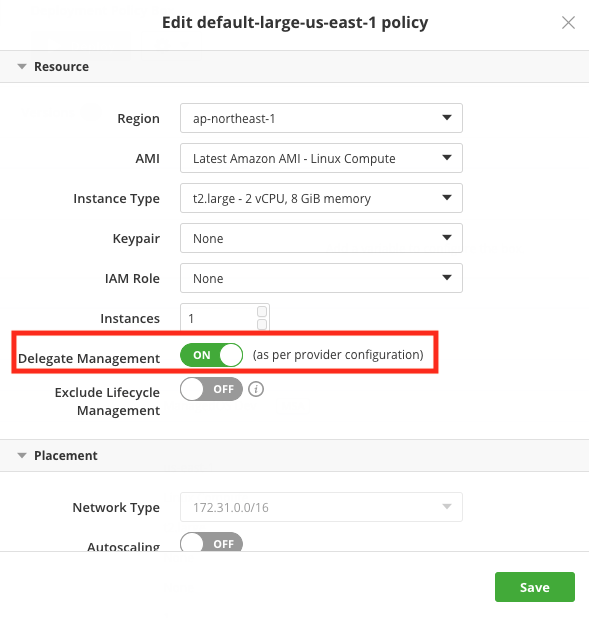 Edit default-large-us-east-1 policy
Resource
Region ap-northeast-1
AMI Latest Amazon AMI - Linux Compute
Instance Type t2.large - 2 vCPU, 8 GiB memory
Keypair None
IAM Role None
Instances 1
Delegate Management ON (as per provider configuration)
Exclude Lifecycle OFF i
Management
Placement
Network Type 172.31.0.0/16
Autoscaling OFF
Save